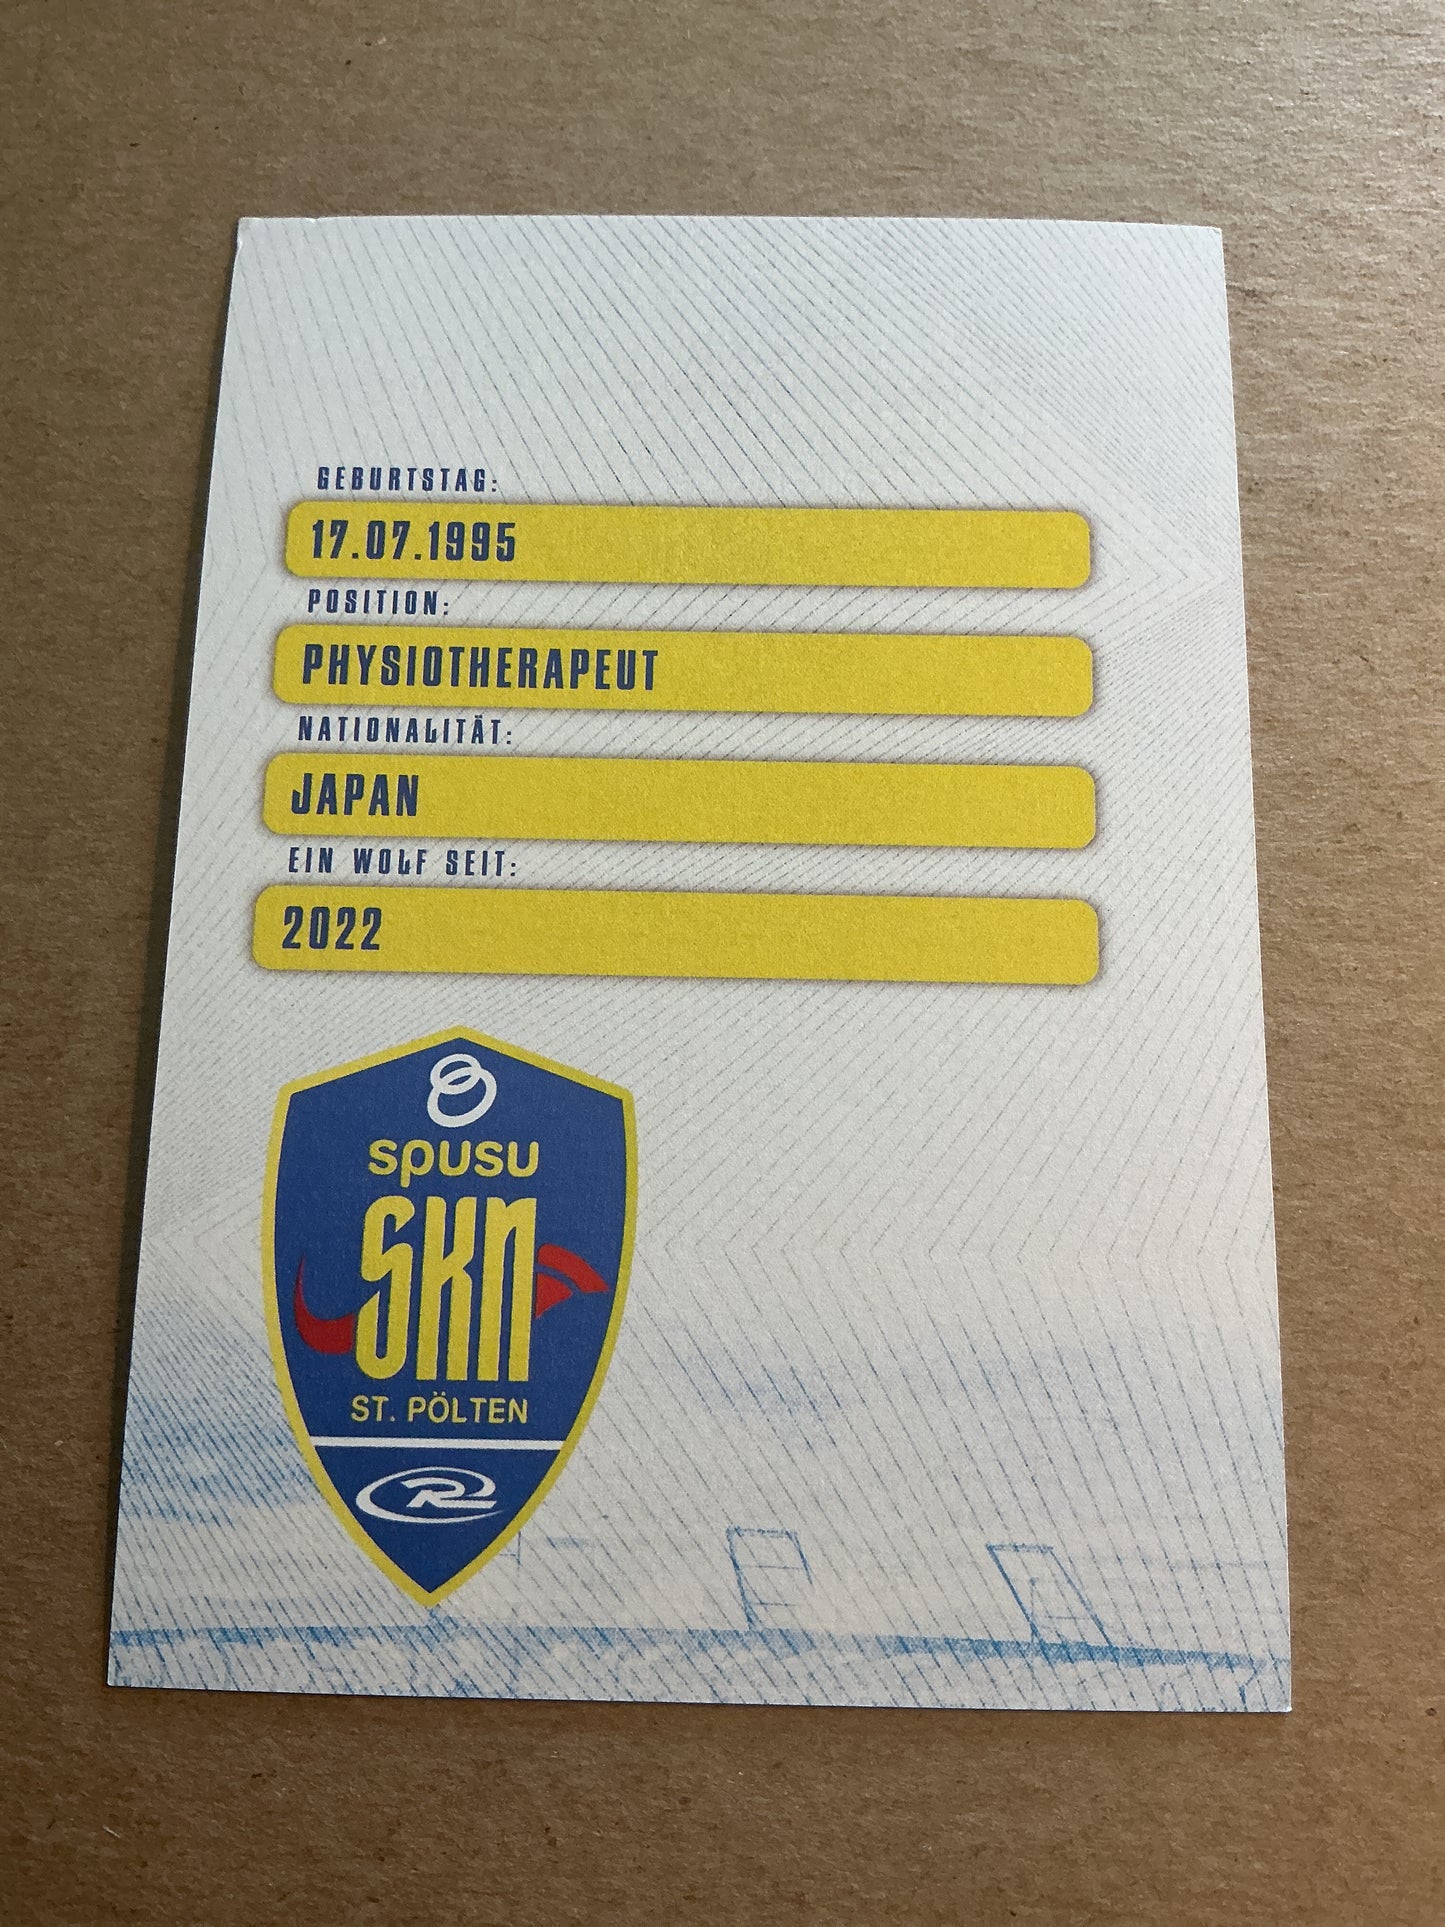 GEBURTSTAG:
17.07.1995
POSITION:
PHYSIOTHERAPEUT
NATIONALITÄT:
JAPAN
EIN WOLF SEIT:
2022
spusu
SKN
ST. PÖLTEN
R